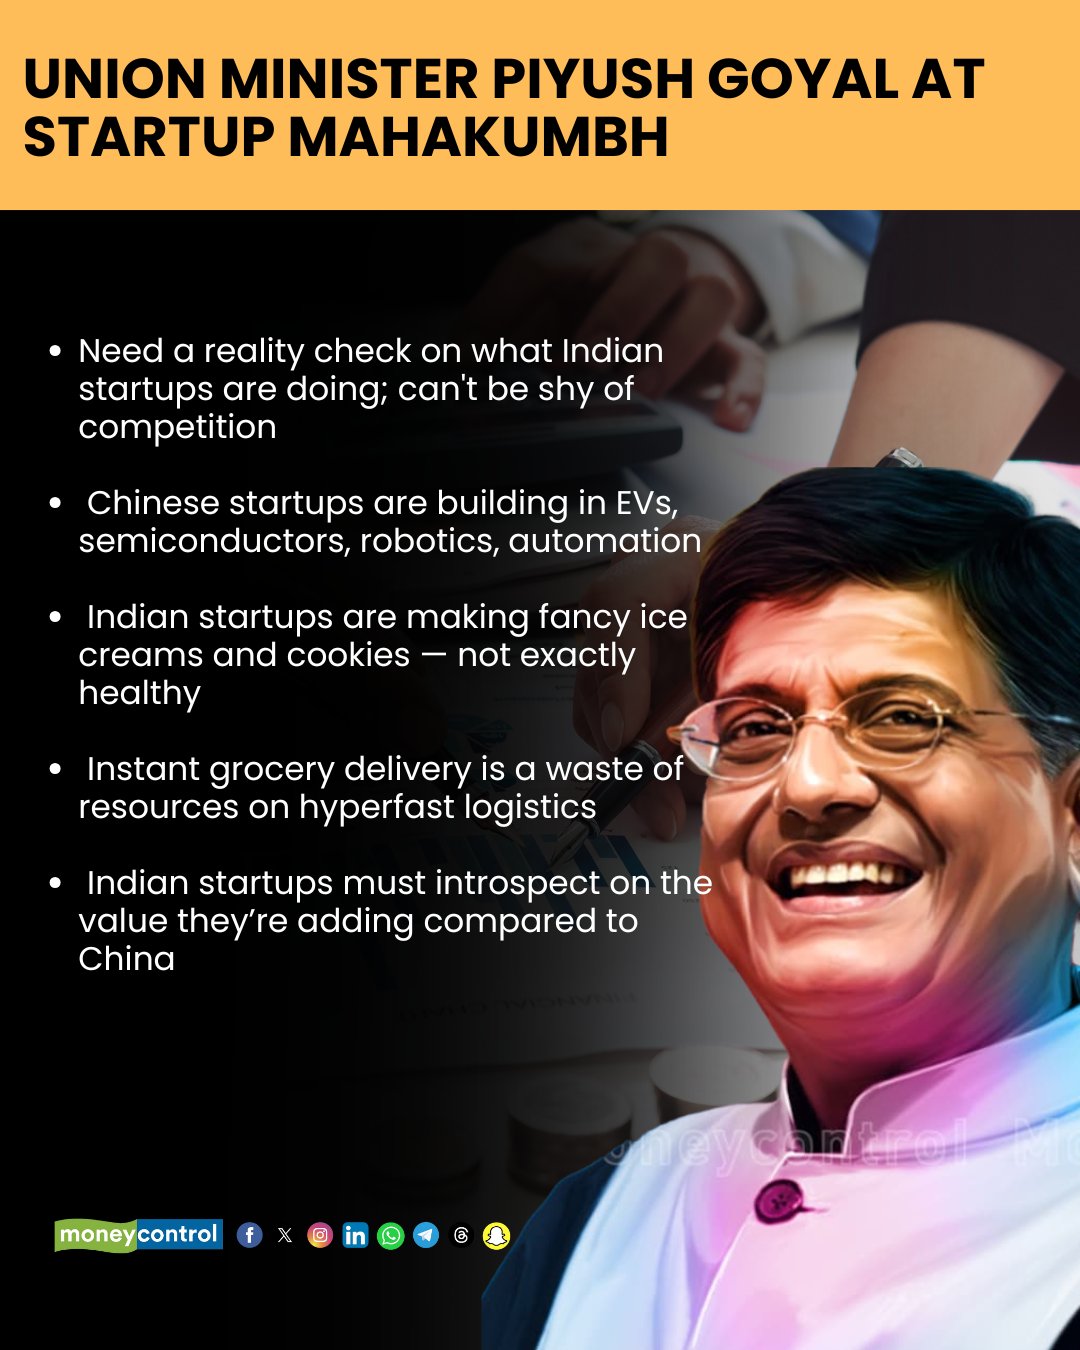 UNION MINISTER PIYUSH GOYAL AT
STARTUP MAHAKUMBH
• Need a reality check on what Indian
startups are doing; can't be shy of
competition
• Chinese startups are building in EVs,
semiconductors, robotics, automation
• Indian startups are making fancy ice
creams and cookies — not exactly
healthy
• Instant grocery delivery is a waste of
resources on hyperfast logistics
• Indian startups must introspect on the
value they’re adding compared to
China
FINANCIAL CHART
moneycontrol
moneycontrol